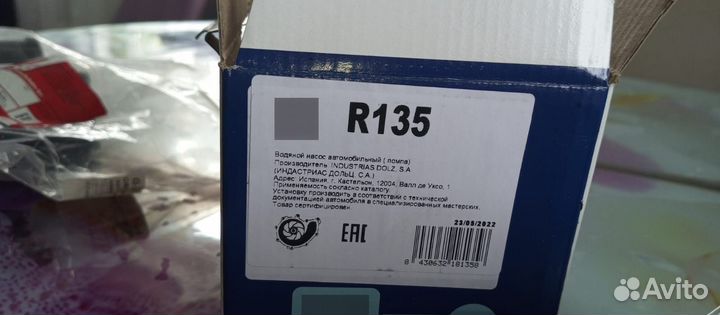 R135
Водяной насос автомобильный ( помпа)
Производитель: INDUSTRIAS DOLZ, S.A
(ИНДАСТРИАС ДОЛЬЦ, С.А.)
Адрес: Испания, г. Кастельон, 12004, Валл де Уксо, 1
Применяемость согласно каталогу
Установку производить в соответствии с технической
документацией автомобиля в специализированных мастерских.
Товар сертифицирован.
23/05/2022
EAC
8 430632 181358
Avito